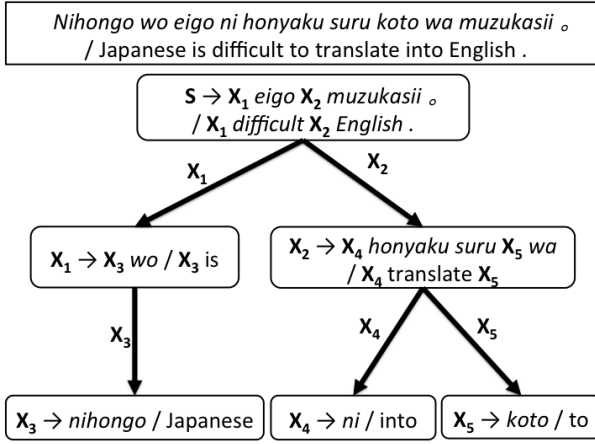 Nihongo wo eigo ni honyaku suru koto wa muzukasii 。
/ Japanese is difficult to translate into English .
S → X₁ eigo X₂ muzukasii 。
/ X₁ difficult X₂ English .
X₁
X₂
X₁ → X₃ wo / X₃ is
X₂ → X₄ honyaku suru X₅ wa
/ X₄ translate X₅
X₃
X₄
X₅
X₃ → nihongo / Japanese
X₄ → ni / into
X₅ → koto / to